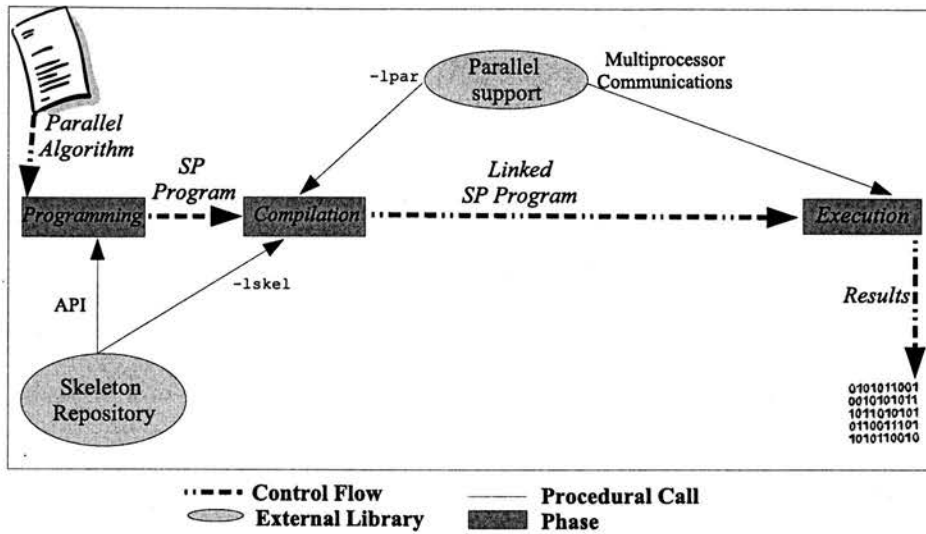 Parallel
support
-lpar
Multiprocessor
Communications
Parallel
Algorithm
SP
Program
Linked
SP Program
Programming
Compilation
Execution
API
-lskel
Results
Skeleton
Repository
0101011001
0010101011
1011010101
0110011101
1010110010
Control Flow
Procedural Call
External Library
Phase